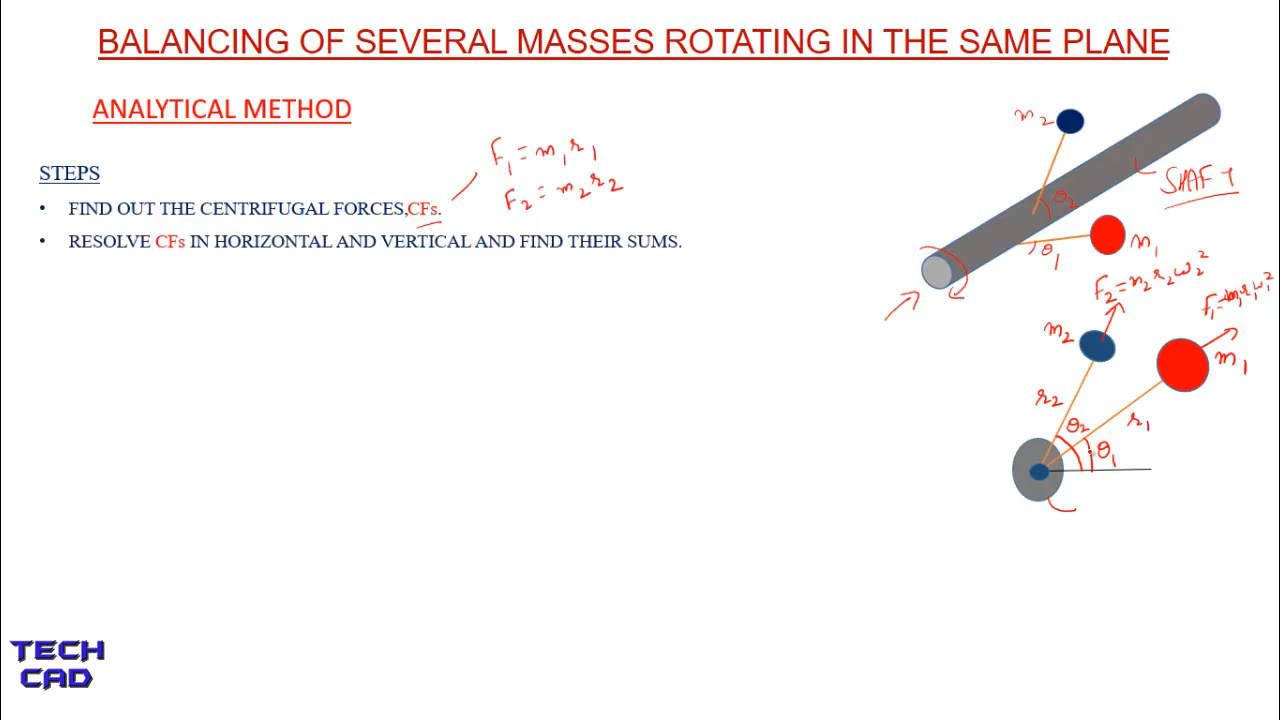 BALANCING OF SEVERAL MASSES ROTATING IN THE SAME PLANE
ANALYTICAL METHOD
STEPS
• FIND OUT THE CENTRIFUGAL FORCES,CFs.
• RESOLVE CFs IN HORIZONTAL AND VERTICAL AND FIND THEIR SUMS.
F₁ = m₁r₁
F₂ = m₂r₂
m₂
SHAFT
θ₂
m₁
θ₁
F₂ = m₂r₂ω₂²
F₁ = m₁r₁ω₁²
m₂
m₁
r₂
r₁
θ₂
θ₁
TECH
CAD